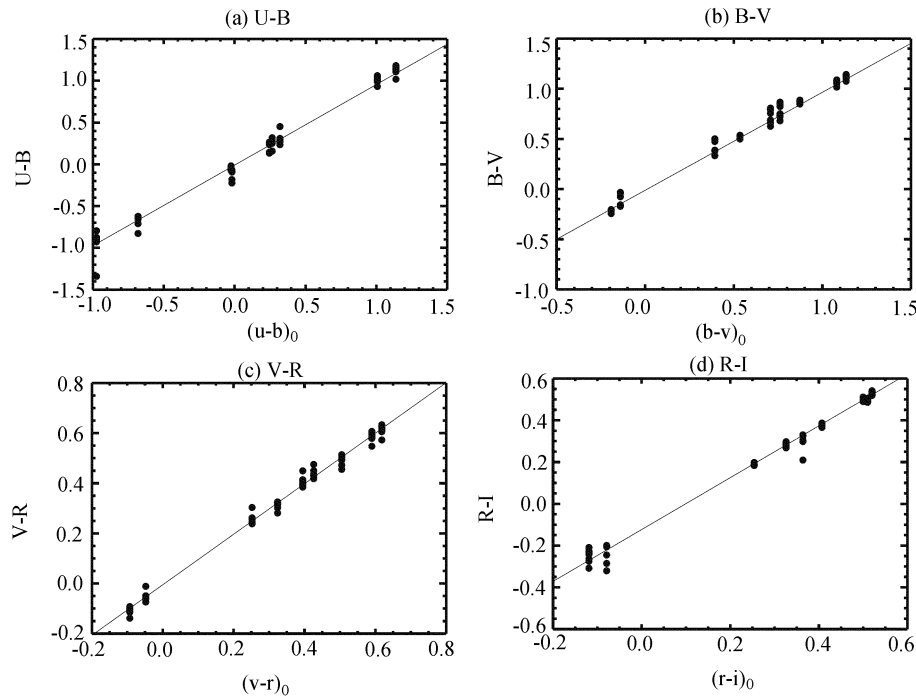 (a) U-B
1.5
1.0
0.5
0.0
-0.5
-1.0
-1.5
U-B
-1.0 -0.5 0.0 0.5 1.0 1.5
(u-b)0
(b) B-V
1.5
1.0
0.5
0.0
-0.5
-1.0
B-V
-0.5 0.0 0.5 1.0 1.5
(b-v)0
(c) V-R
0.8
0.6
0.4
0.2
0.0
-0.2
V-R
-0.2 0.0 0.2 0.4 0.6 0.8
(v-r)0
(d) R-I
0.6
0.4
0.2
0.0
-0.2
-0.4
-0.6
R-I
-0.2 0.0 0.2 0.4 0.6
(r-i)0